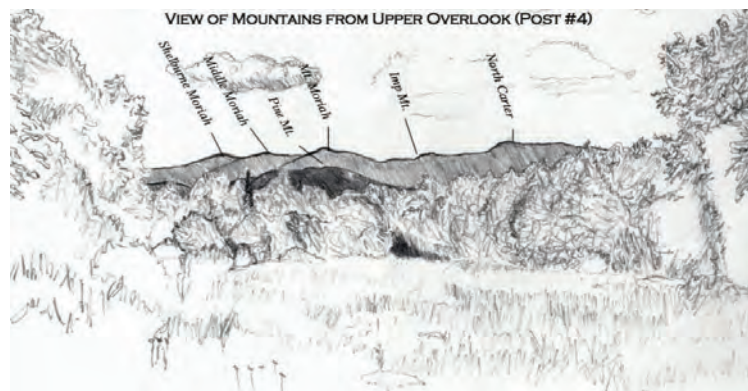 VIEW OF MOUNTAINS FROM UPPER OVERLOOK (POST #4)
Shelburne Moriah
Middle Moriah
Pine Mt.
Mt. Moriah
Imp Mt.
North Carter